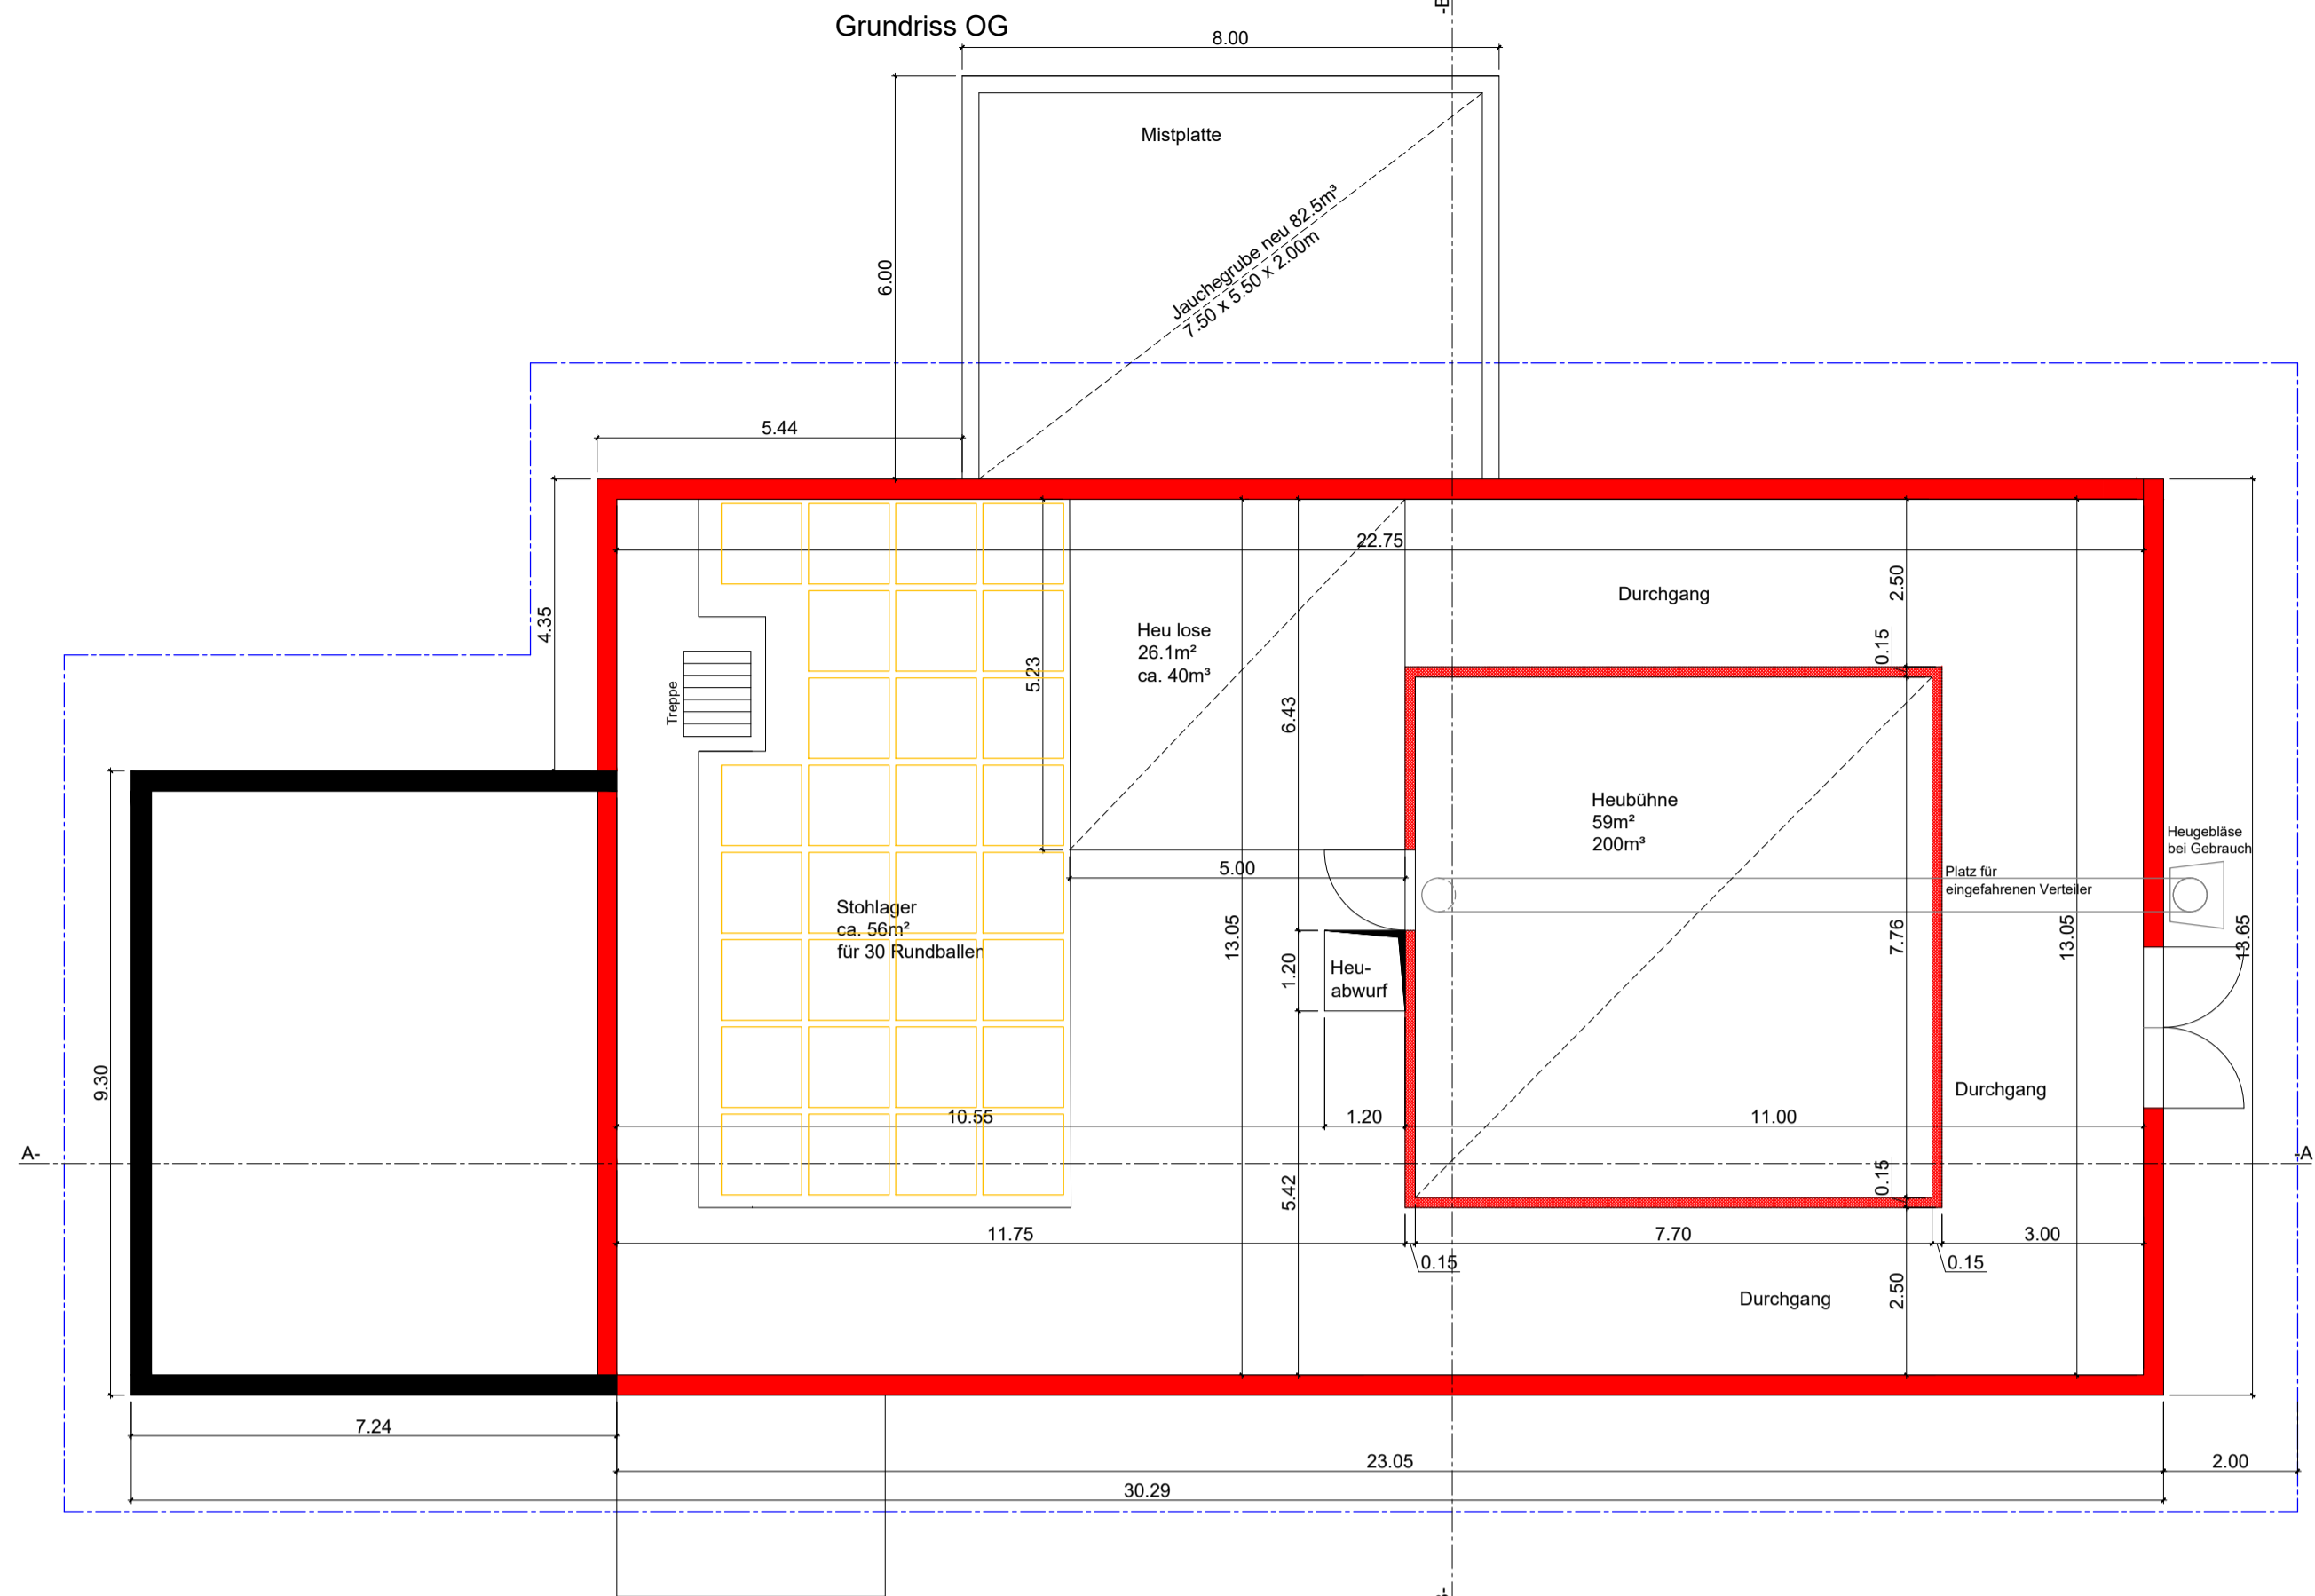 Grundriss OG
-B
8.00
Mistplatte
Jauchegrube neu 82.5m³
7.50 x 5.50 x 2.00m
6.00
5.44
4.35
22.75
Durchgang
2.50
0.15
Heu lose
26.1m²
ca. 40m³
5.23
6.43
Treppe
Heubühne
59m²
200m³
Heugebläse
bei Gebrauch
Platz für
eingefahrenen Verteiler
5.00
Stohlager
ca. 56m²
für 30 Rundballen
13.05
7.76
13.05
13.65
Heu-
abwurf
1.20
9.30
Durchgang
10.55
1.20
11.00
A-
-A
0.15
5.42
11.75
7.70
3.00
0.15
0.15
2.50
Durchgang
7.24
23.05
2.00
30.29